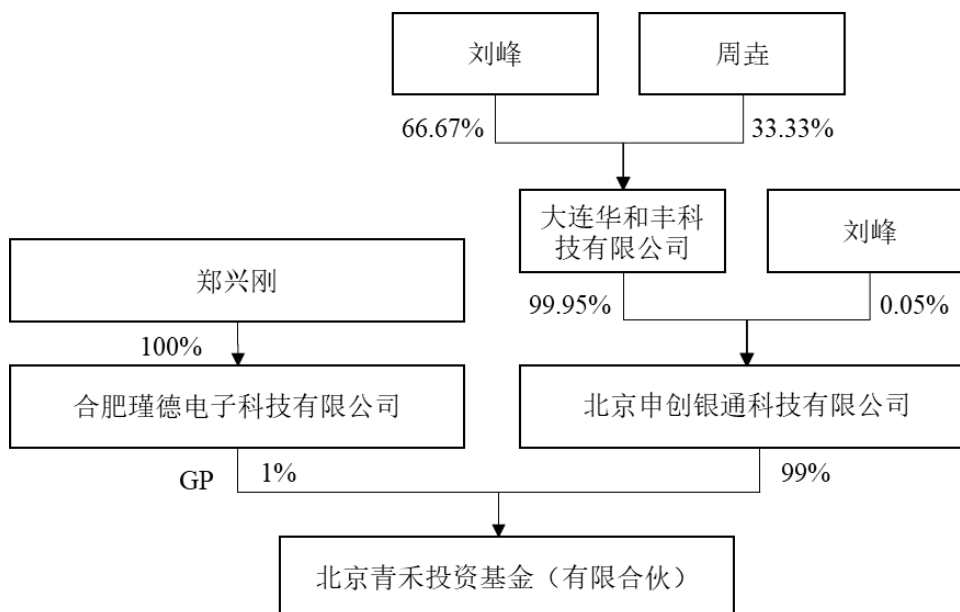 刘峰
周垚
66.67%
33.33%
大连华和丰科
技有限公司
刘峰
郑兴刚
99.95%
0.05%
100%
合肥瑾德电子科技有限公司
北京申创银通科技有限公司
GP
1%
99%
北京青禾投资基金（有限合伙）